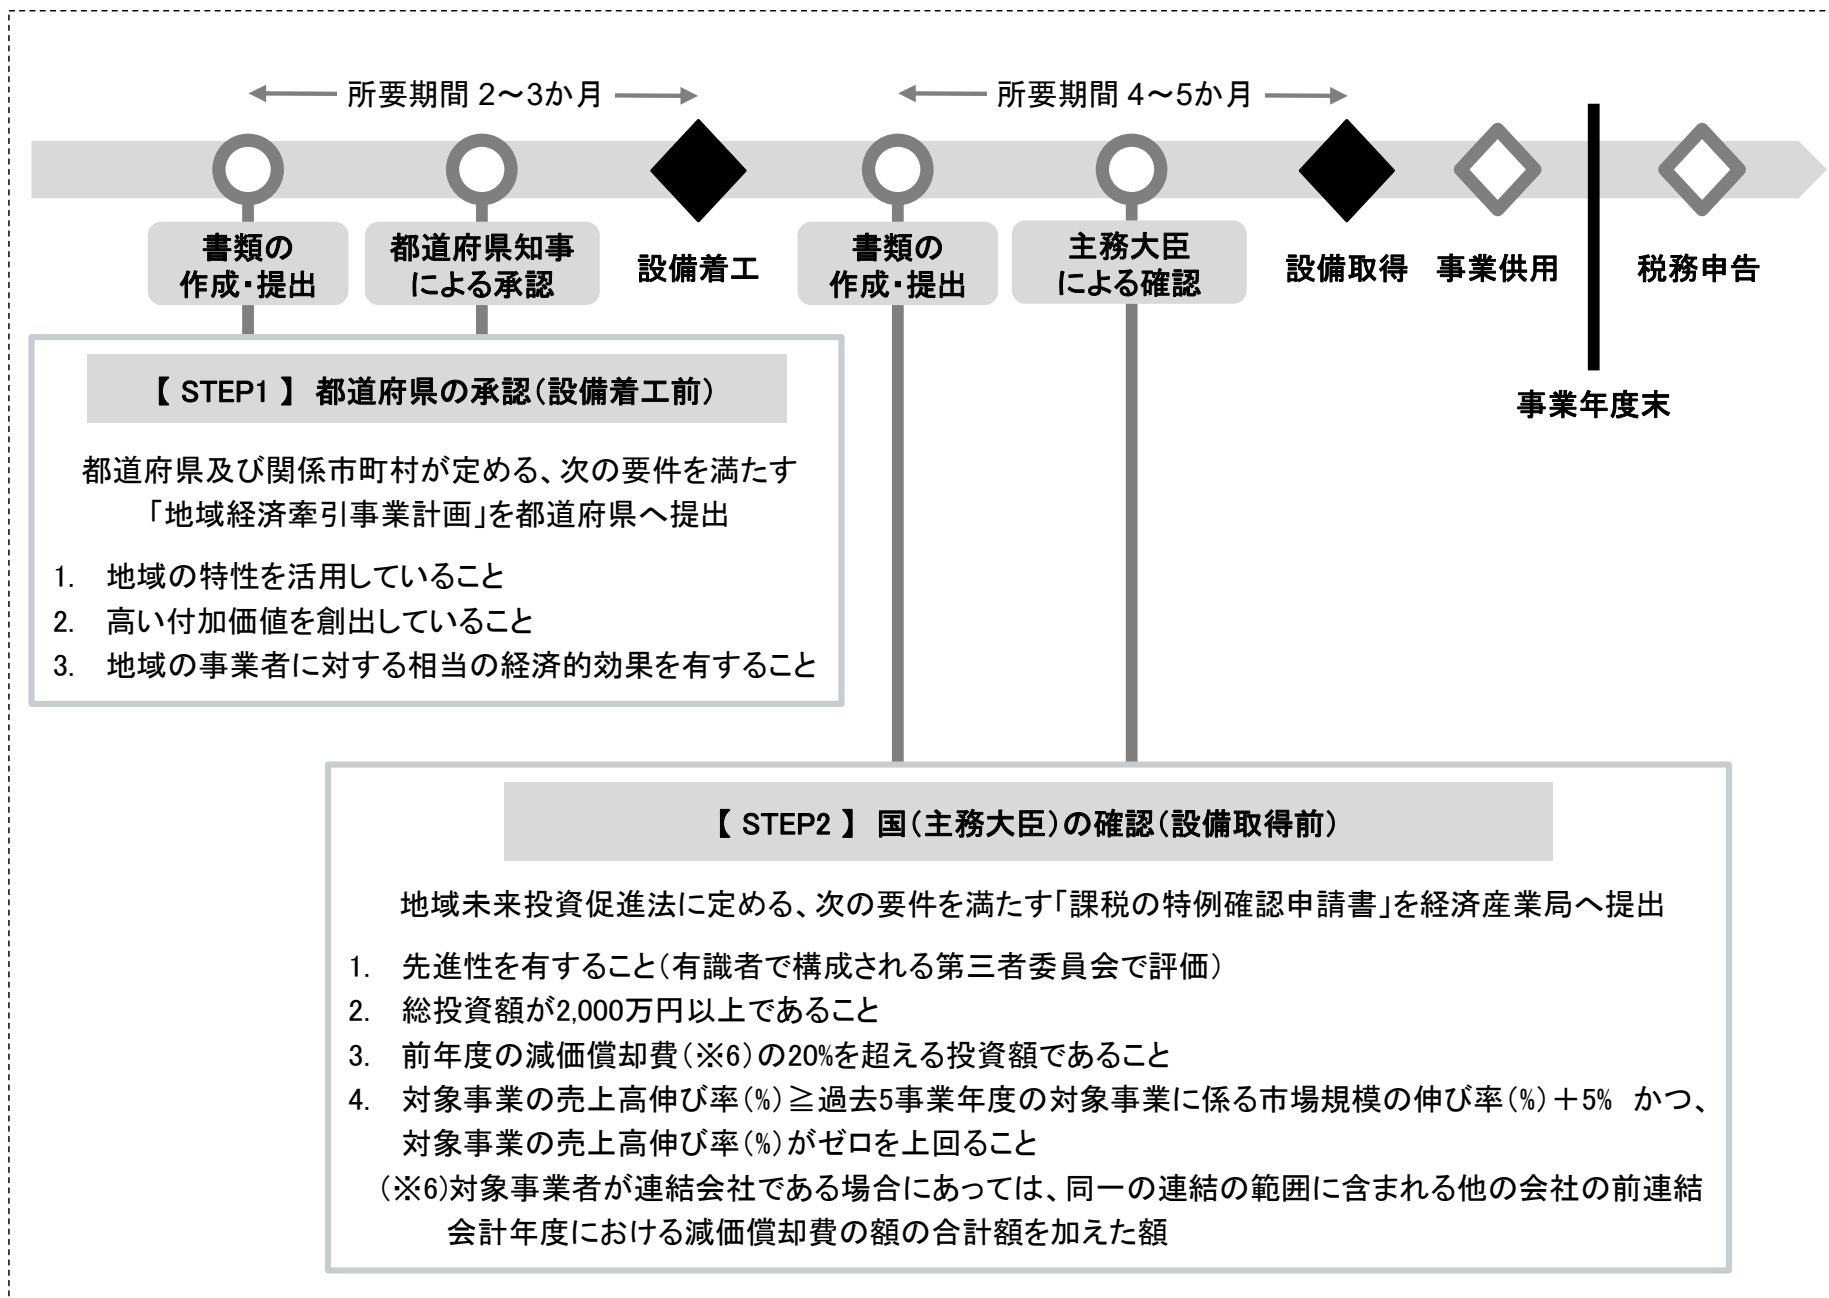 所要期間 2～3か月
所要期間 4～5か月
書類の
作成・提出
都道府県知事
による承認
設備着工
書類の
作成・提出
主務大臣
による確認
設備取得
事業供用
税務申告
事業年度末
【 STEP1 】 都道府県の承認（設備着工前）
都道府県及び関係市町村が定める、次の要件を満たす
「地域経済牽引事業計画」を都道府県へ提出
1. 地域の特性を活用していること
2. 高い付加価値を創出していること
3. 地域の事業者に対する相当の経済的効果を有すること
【 STEP2 】 国（主務大臣）の確認（設備取得前）
地域未来投資促進法に定める、次の要件を満たす「課税の特例確認申請書」を経済産業局へ提出
1. 先進性を有すること（有識者で構成される第三者委員会で評価）
2. 総投資額が2,000万円以上であること
3. 前年度の減価償却費（※6）の20%を超える投資額であること
4. 対象事業の売上高伸び率（%）≧過去5事業年度の対象事業に係る市場規模の伸び率（%）＋5% かつ、
対象事業の売上高伸び率（%）がゼロを上回ること
（※6）対象事業者が連結会社である場合にあっては、同一の連結の範囲に含まれる他の会社の前連結
会計年度における減価償却費の額の合計額を加えた額